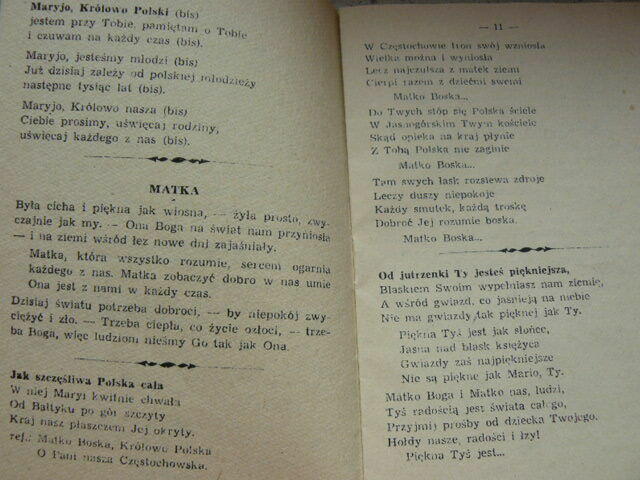 Maryjo, Królowo Polski (bis)
jestem przy Tobie, pamiętam o Tobie
i czuwam na każdy czas (bis).
Maryjo, jesteśmy młodzi (bis)
Już dzisiaj zależy od polskiej młodzieży
następne tysiąc lat (bis).
Maryjo, Królowo nasza (bis)
Ciebie prosimy, uświęcaj rodziny,
uświęcaj każdego z nas (bis).
MATKA
Była cicha i piękna jak wiosna, — żyła prosto, zwy-
czajnie jak my. — Ona Boga na świat nam przyniosła
— i na ziemi wśród łez nowe dni zajaśniały.
Matka, która wszystko rozumie, sercem ogarnia
każdego z nas. Matka zobaczyć dobro w nas umie
Ona jest z nami w każdy czas.
Dzisiaj światu potrzeba dobroci, — by niepokój zwy-
ciężyć i zło. — Trzeba ciepła, co życie ozłoci, — trze-
ba Boga, więc ludziom nieśmy Go tak jak Ona.
Jak szczęśliwa Polska cała
W niej Maryi kwitnie chwała
Od Bałtyku po gór szczyty
Kraj nasz płaszczem Jej okryty.
ref.: Matko Boska, Królowo Polska
O Pani nasza Częstochowska.
— 11 —
W Częstochowie tron swój wzniosła
Wielka można i wyniosła
Lecz najczulsza z matek ziemi
Cierpi razem z dziećmi swemi
Matko Boska...
Do Twych stóp się Polska ściele
W Jasnogórskim Twym kościele
Skąd opieka na kraj płynie
Z Tobą Polska nie zaginie
Matko Boska...
Tam swych łask rozsiewa zdroje
Leczy duszy niepokoje
Każdy smutek, każdą troskę
Dobroć Jej rozumie boska.
Matko Boska...
Od jutrzenki Ty jesteś piękniejsza,
Blaskiem Swoim wypełniasz nam ziemię,
A wśród gwiazd, co jaśnieją na niebie
Nie ma gwiazdy tak pięknej jak Ty.
Piękna Tyś jest jak słońce,
Jasna nad blask księżyca
Gwiazdy zaś najpiękniejsze
Nie są piękne jak Mario, Ty.
Matko Boga i Matko nas, ludzi,
Tyś radością jest świata całego,
Przyjmij prośby od dziecka Twojego.
Hołdy nasze, radości i łzy!
Piękna Tyś jest...